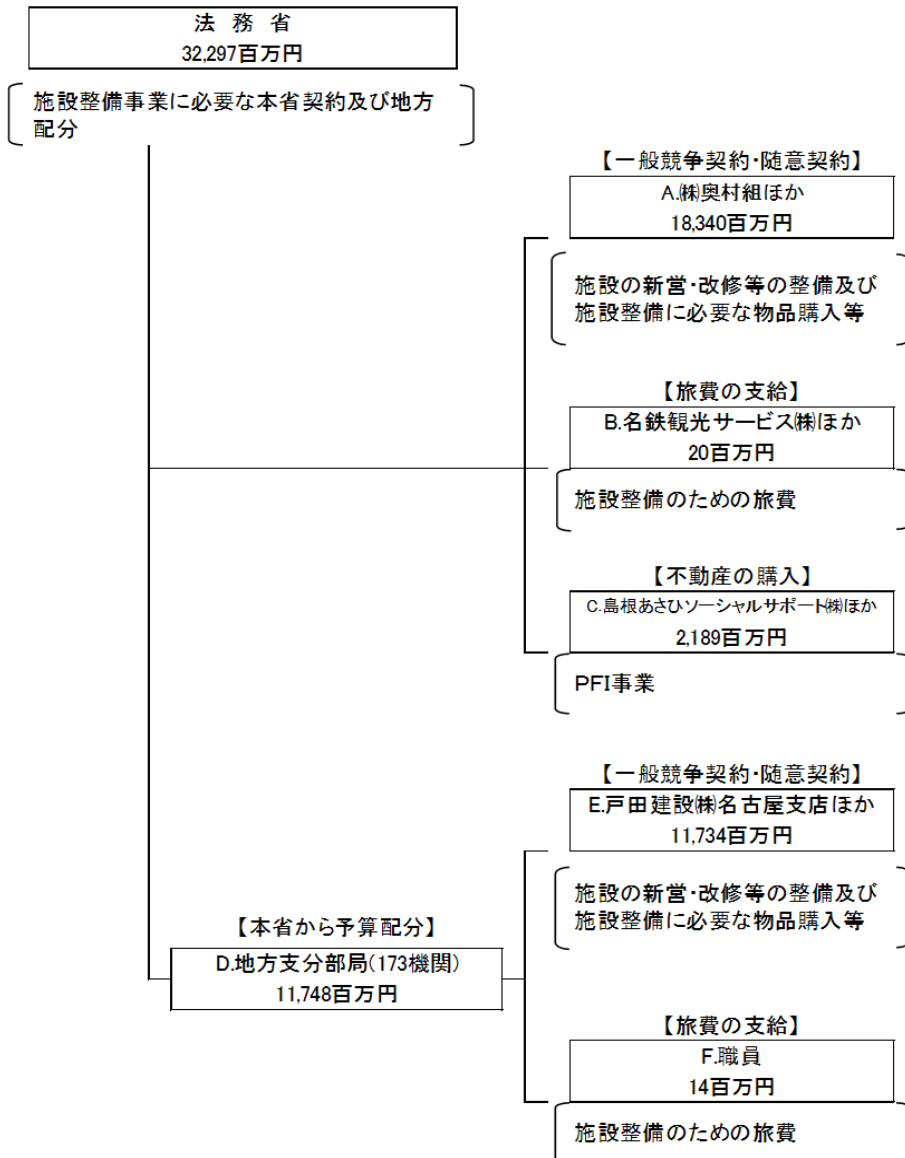 法 務 省
32,297百万円
施設整備事業に必要な本省契約及び地方
配分
【一般競争契約・随意契約】
A.㈱奥村組ほか
18,340百万円
施設の新営・改修等の整備及び
施設整備に必要な物品購入等
【旅費の支給】
B.名鉄観光サービス㈱ほか
20百万円
施設整備のための旅費
【不動産の購入】
C.島根あさひソーシャルサポート㈱ほか
2,189百万円
PFI事業
【一般競争契約・随意契約】
E.戸田建設㈱名古屋支店ほか
11,734百万円
施設の新営・改修等の整備及び
施設整備に必要な物品購入等
【本省から予算配分】
D.地方支分部局(173機関)
11,748百万円
【旅費の支給】
F.職員
14百万円
施設整備のための旅費